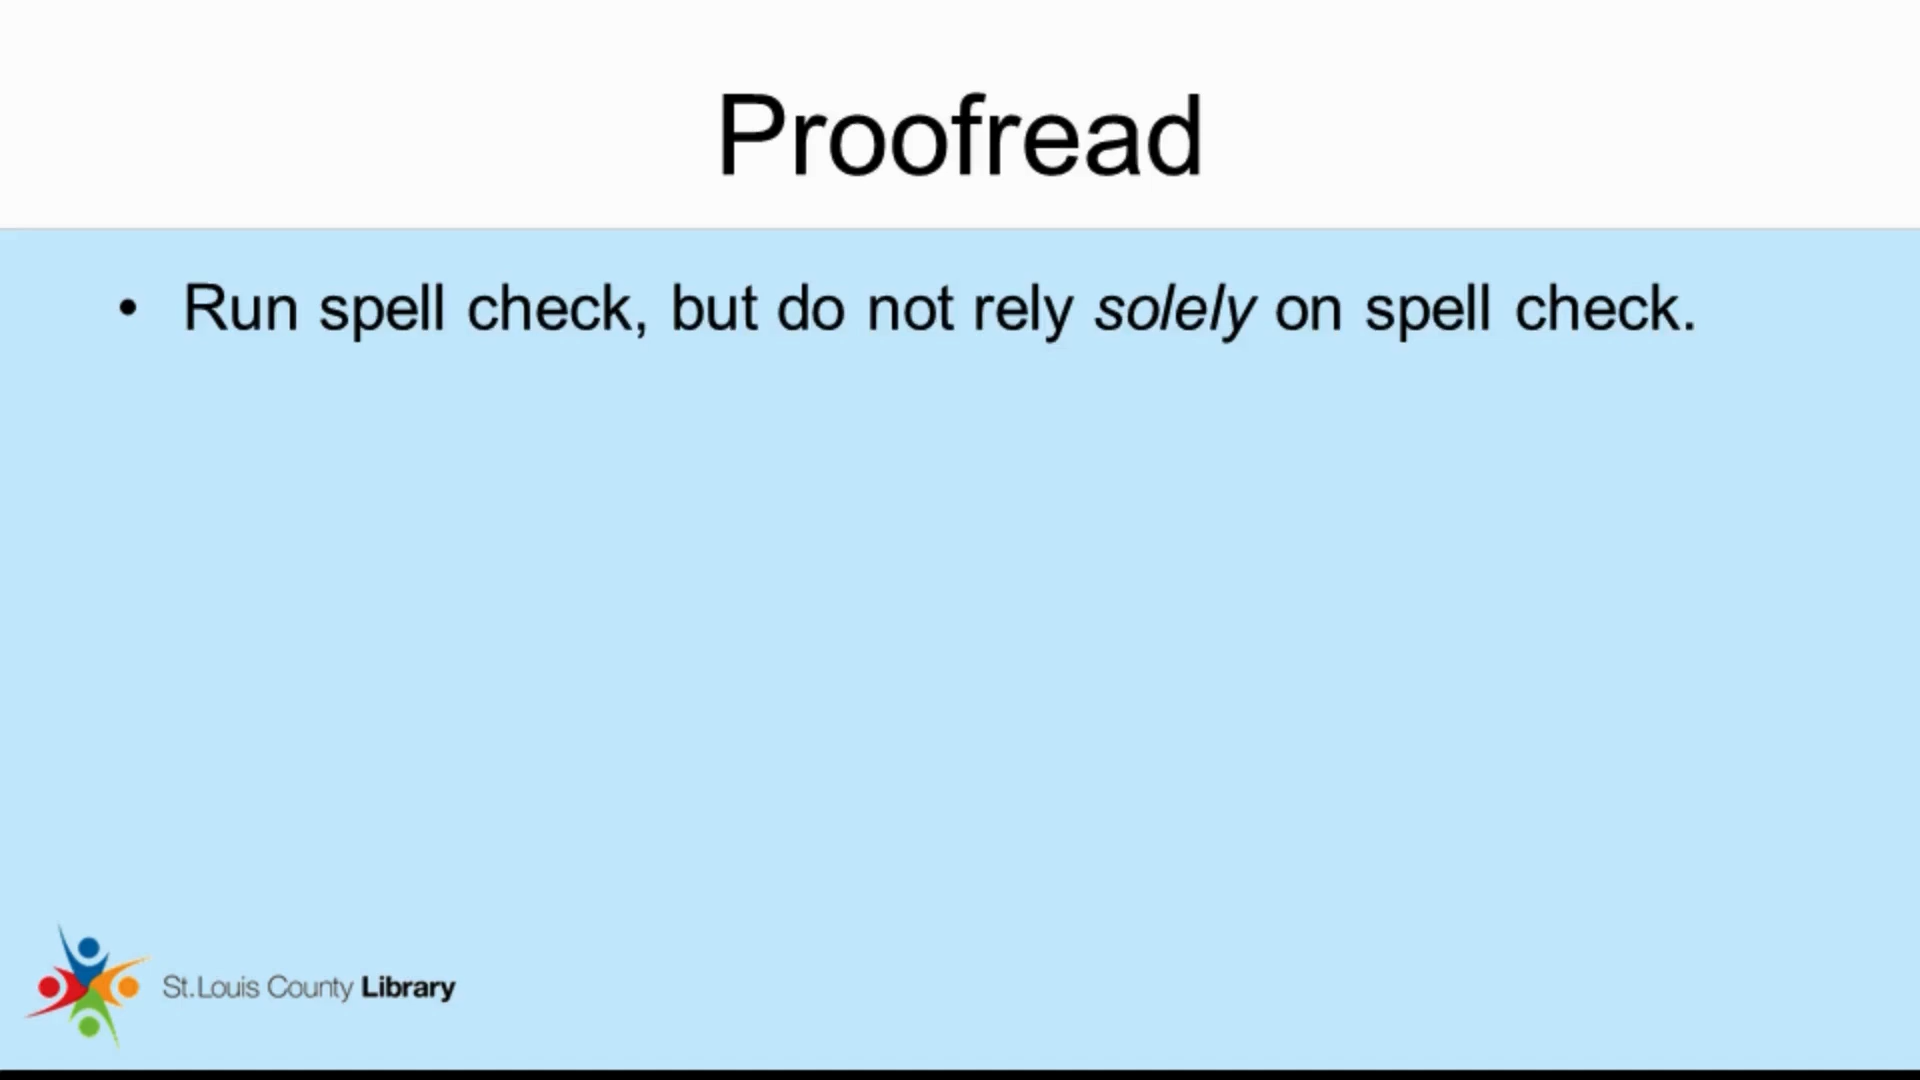 Proofread
• Run spell check, but do not rely solely on spell check.
St. Louis County Library